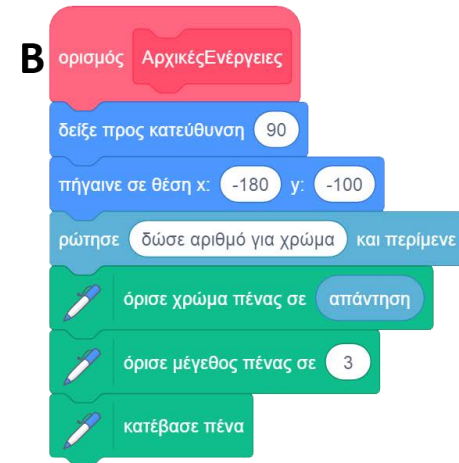 B
ορισμός ΑρχικέςΕνέργειες
δείξε προς κατεύθυνση 90
πήγαινε σε θέση x: -180 y: -100
ρώτησε δώσε αριθμό για χρώμα και περίμενε
όρισε χρώμα πένας σε απάντηση
όρισε μέγεθος πένας σε 3
κατέβασε πένα